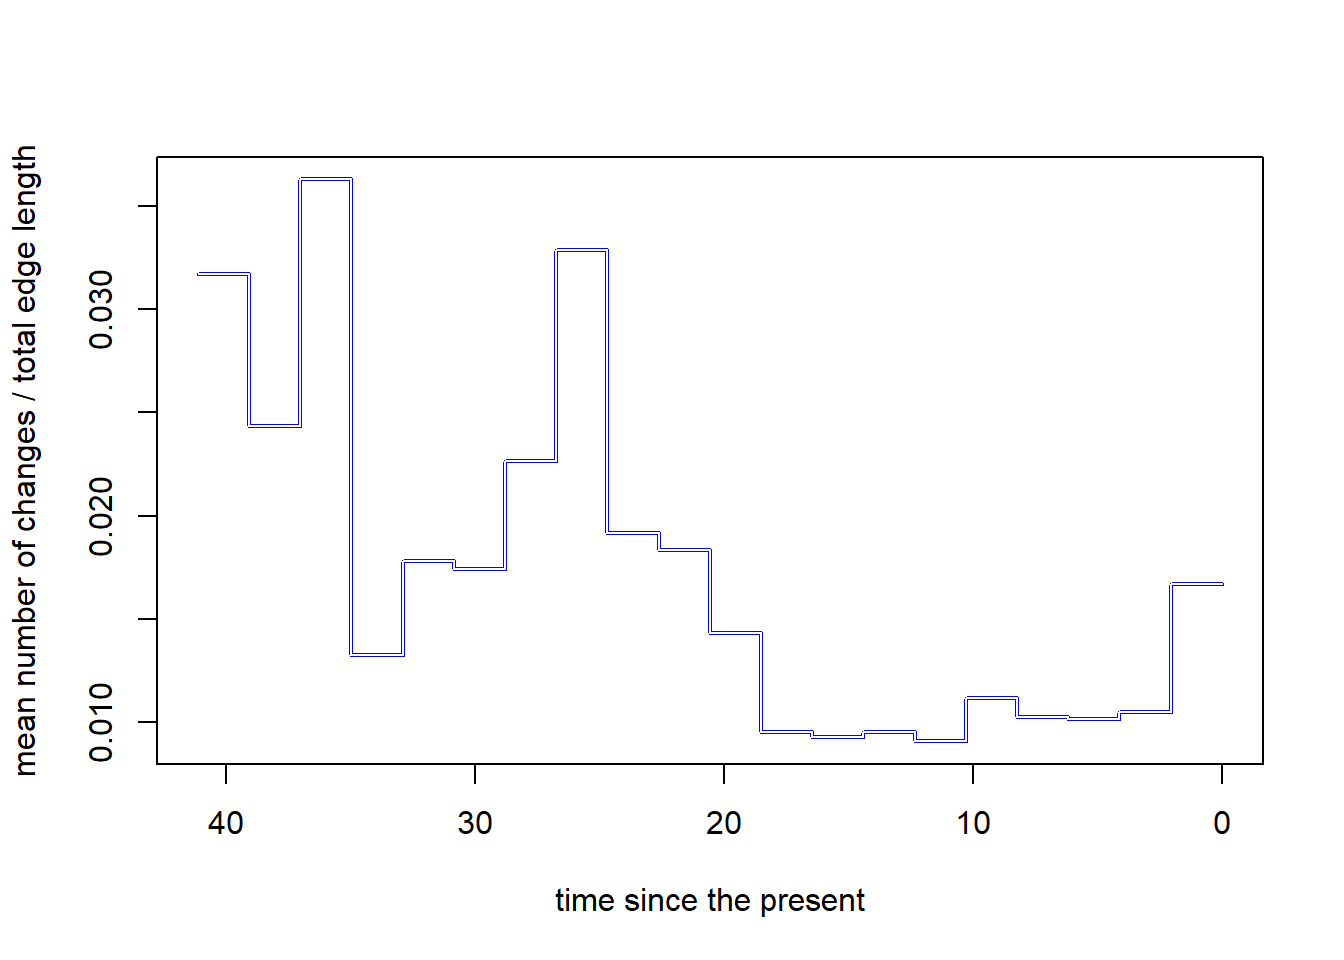 mean number of changes / total edge length
0.030
0.020
0.010
40 30 20 10 0
time since the present